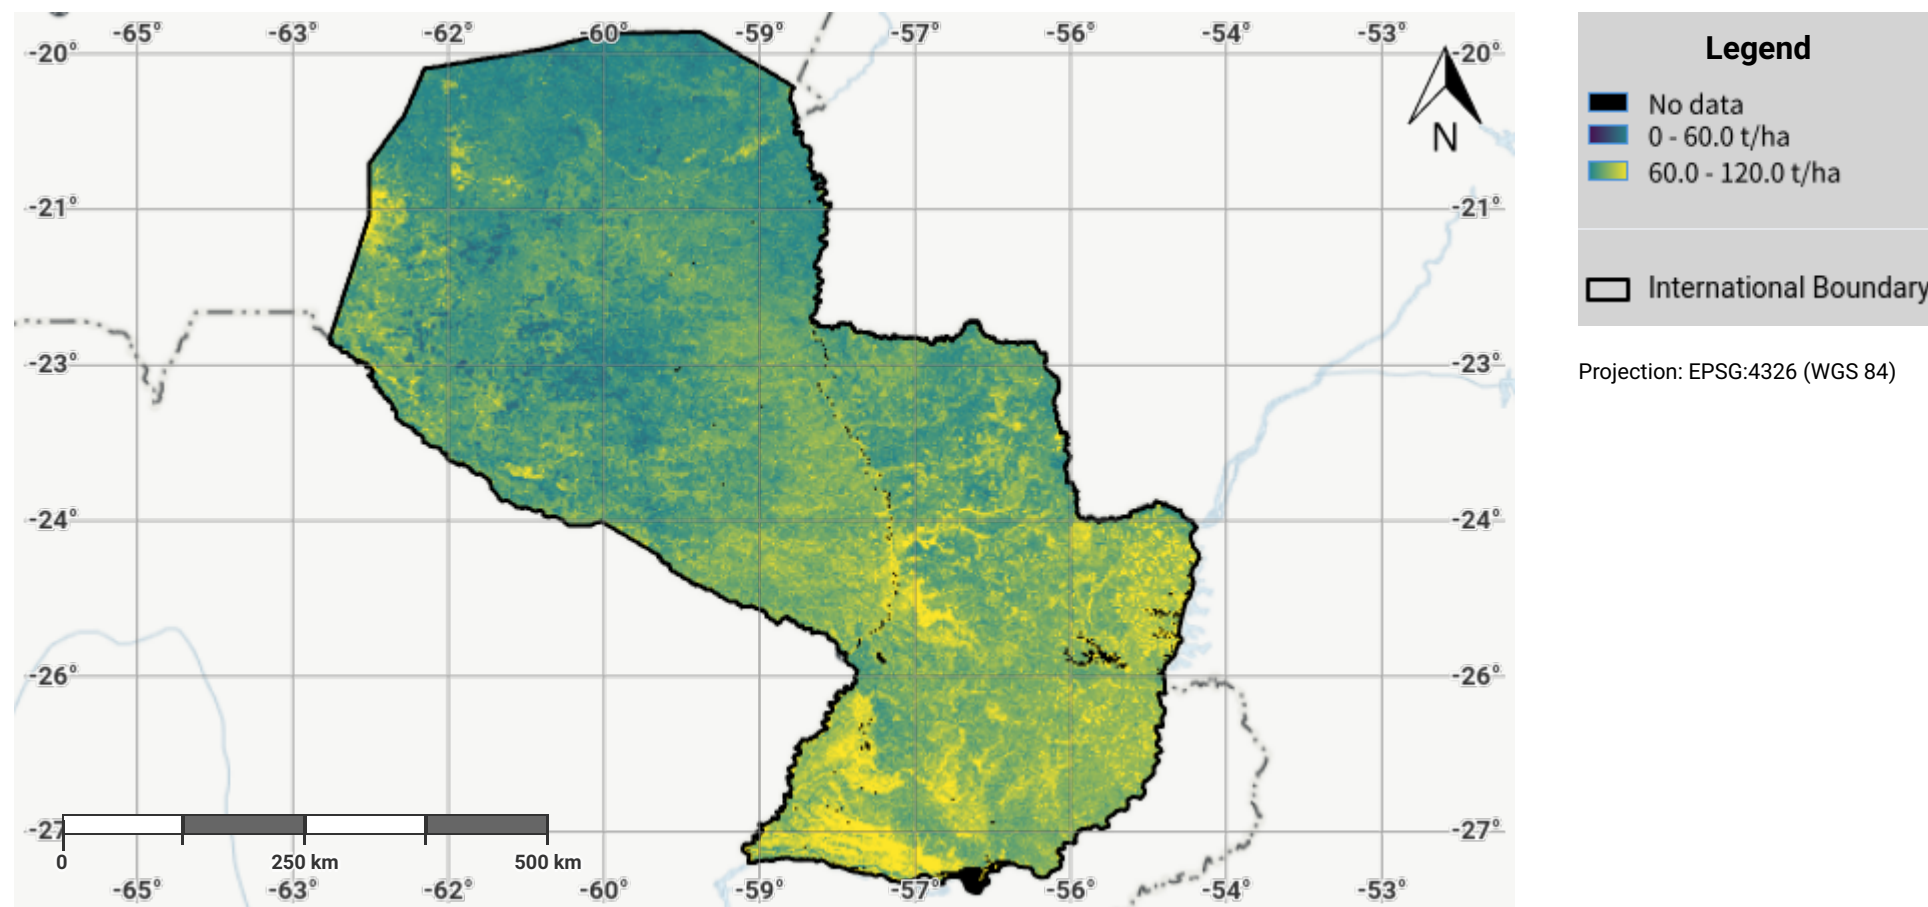 -65° -63° -62° -60° -59° -57° -56° -54° -53°
-20° -20°
N
-21° -21°
-23° -23°
-24° -24°
-26° -26°
-27 -27°
0 250 km 500 km
-65° -63° -62° -60° -59° -57° -56° -54° -53°
Legend
No data
0 - 60.0 t/ha
60.0 - 120.0 t/ha
International Boundary
Projection: EPSG:4326 (WGS 84)